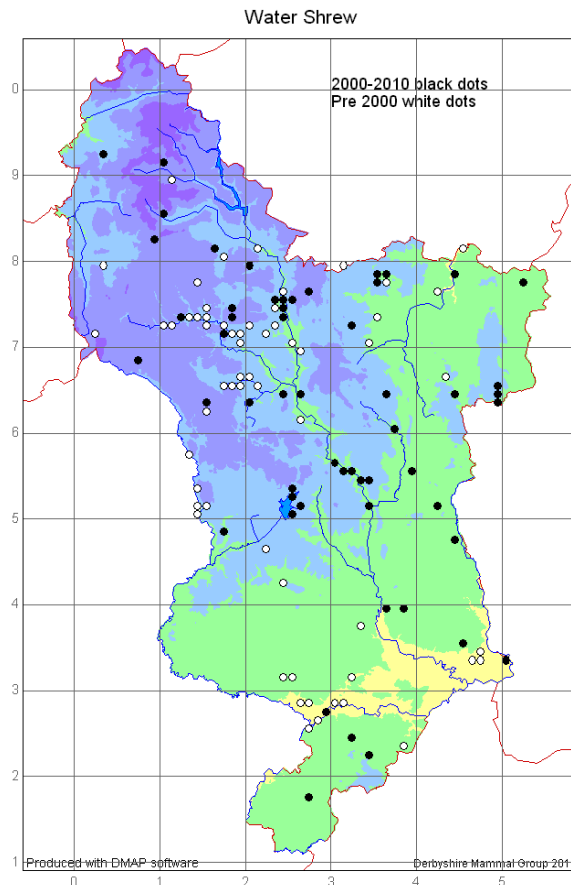 Water Shrew
2000-2010 black dots
Pre 2000 white dots
0
9
8
7
6
5
4
3
2
1
Produced with DMAP software
Derbyshire Mammal Group 201
0 1 2 3 4 5